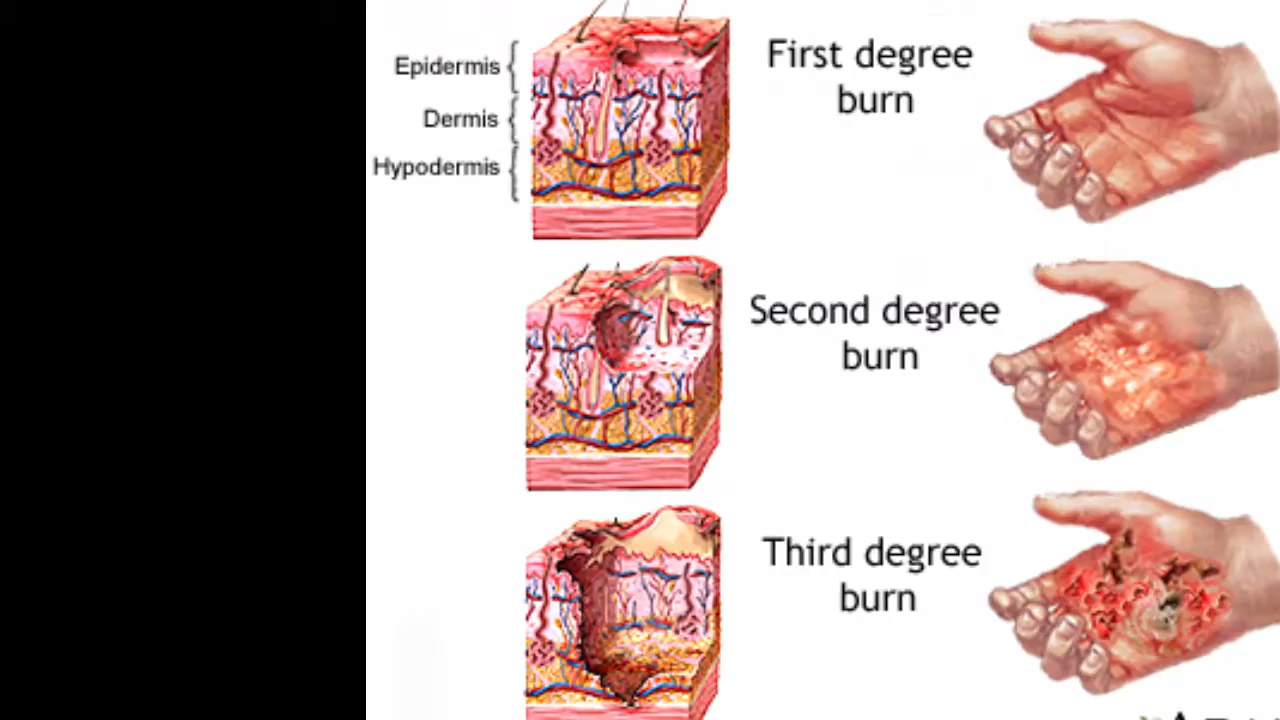 Epidermis
Dermis
Hypodermis
First degree
burn
Second degree
burn
Third degree
burn